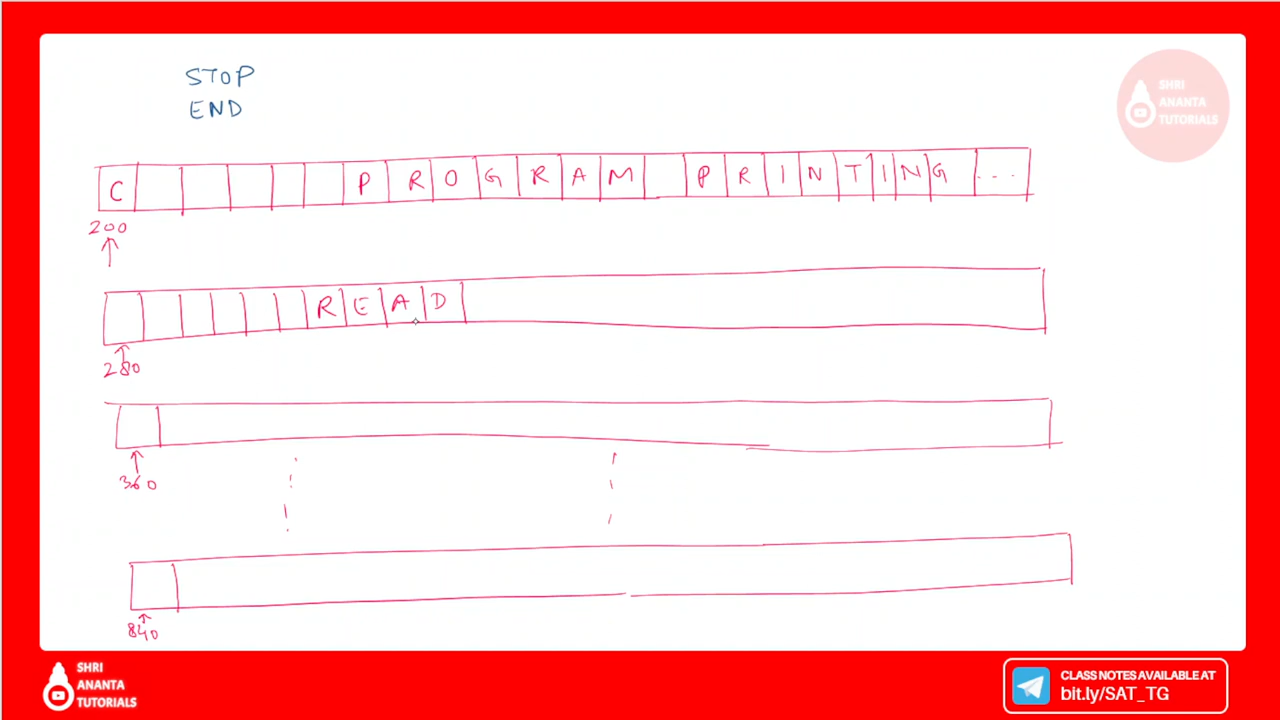 STOP
END
SHRI
ANANTA
TUTORIALS
C PROGRAM PRINTING ...
200
READ
280
360
840
SHRI
ANANTA
TUTORIALS
CLASS NOTES AVAILABLE AT
bit.ly/SAT_TG